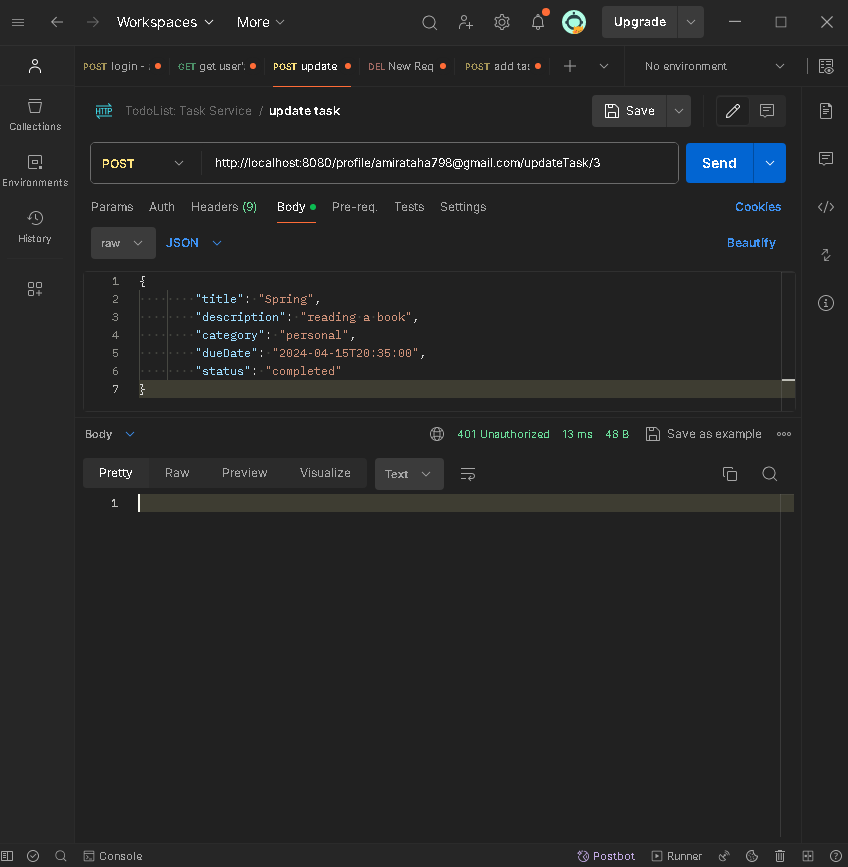 Workspaces More Upgrade
POST login - GET get user's POST update DEL New Req POST add tas No environment
HTTP TodoList: Task Service / update task Save
POST http://localhost:8080/profile/amirataha798@gmail.com/updateTask/3 Send
Params Auth Headers (9) Body Pre-req. Tests Settings Cookies
Collections
raw JSON Beautify
Environments
History
1 {
2 "title": "Spring",
3 "description": "reading a book",
4 "category": "personal",
5 "dueDate": "2024-04-15T20:35:00",
6 "status": "completed"
7 }
Body 401 Unauthorized 13 ms 48 B Save as example
Pretty Raw Preview Visualize Text
1
Console Postbot Runner